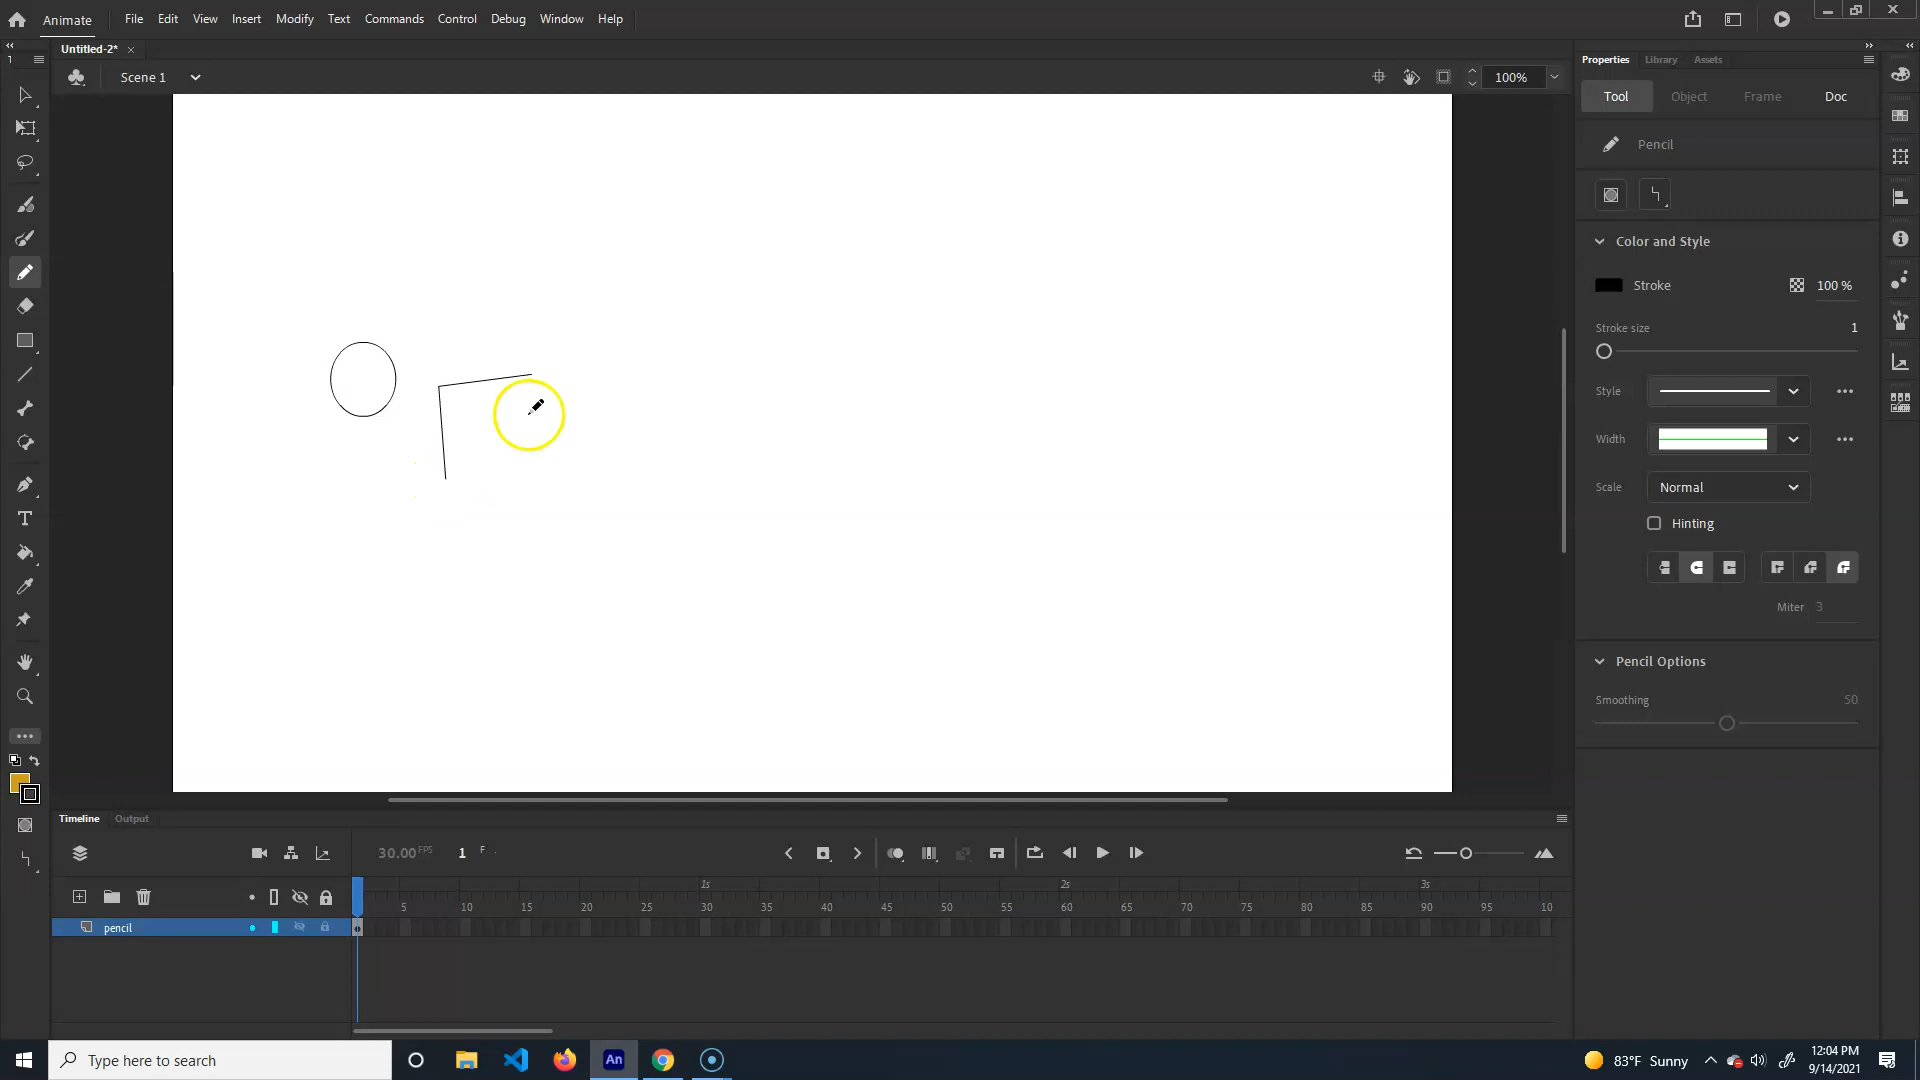 Animate File Edit View Insert Modify Text Commands Control Debug Window Help
Untitled-2*
1
Scene 1
100%
Properties Library Assets
Tool Object Frame Doc
Pencil
Color and Style
Stroke 100 %
Stroke size 1
Style
Width
Scale Normal
Hinting
Miter 3
Pencil Options
Smoothing 50
Timeline Output
30.00 FPS 1 F
1s 2s 3s
5 10 15 20 25 30 35 40 45 50 55 60 65 70 75 80 85 90 95 10
pencil
Type here to search
An
83°F Sunny
12:04 PM
9/14/2021